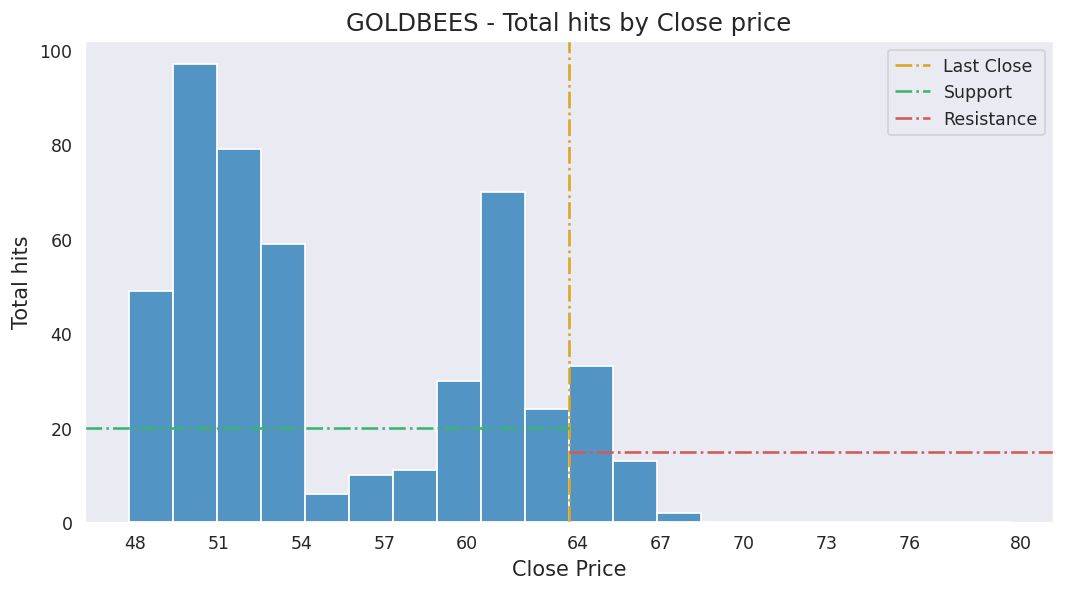 GOLDBEES - Total hits by Close price
Total hits
100
80
60
40
20
0
Last Close
Support
Resistance
48 51 54 57 60 64 67 70 73 76 80
Close Price